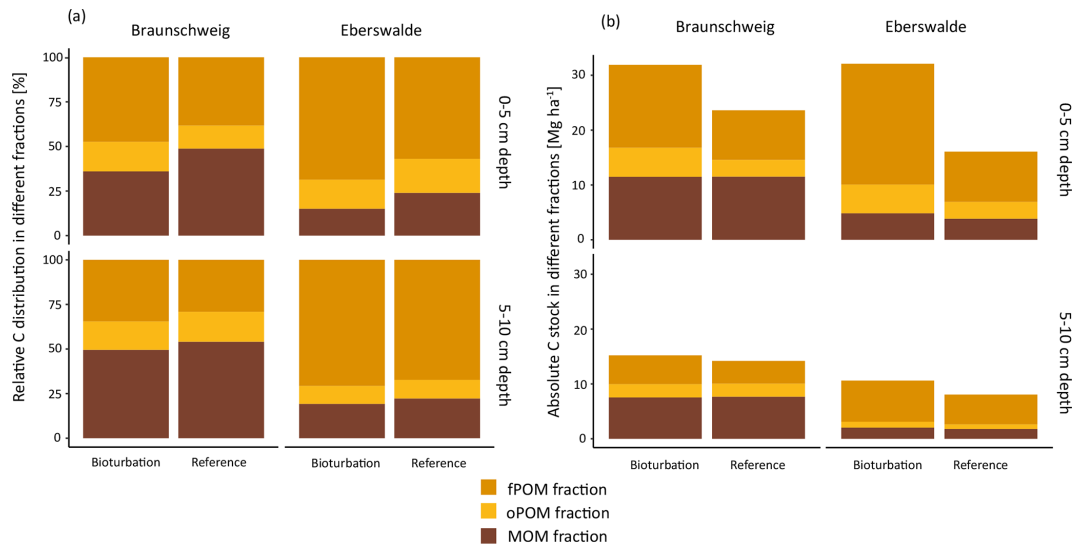 (a)
Braunschweig
Eberswalde
Relative C distribution in different fractions [%]
100
75
50
25
0
0-5 cm depth
100
75
50
25
0
5-10 cm depth
Bioturbation
Reference
Bioturbation
Reference
(b)
Braunschweig
Eberswalde
Absolute C stock in different fractions [Mg ha⁻¹]
30
20
10
0
0-5 cm depth
30
20
10
0
5-10 cm depth
Bioturbation
Reference
Bioturbation
Reference
fPOM fraction
oPOM fraction
MOM fraction